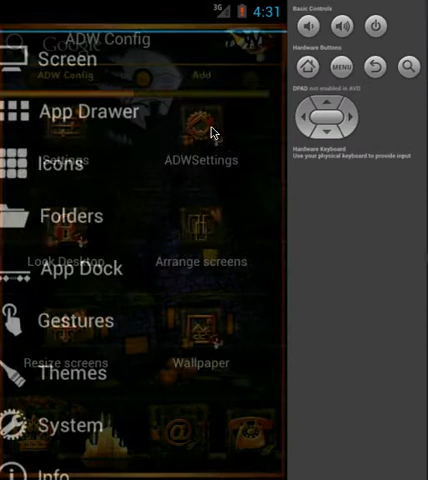 3G 4:31
ADW Config
Google
Screen
ADW Config Add
App Drawer
Settings ADWSettings
Icons
Folders
Lock Desktop Arrange screens
App Dock
Gestures
Resize screens Wallpaper
Themes
System
Info
Basic Controls
Hardware Buttons
MENU
DPAD not enabled in AVD
Hardware Keyboard
Use your physical keyboard to provide input